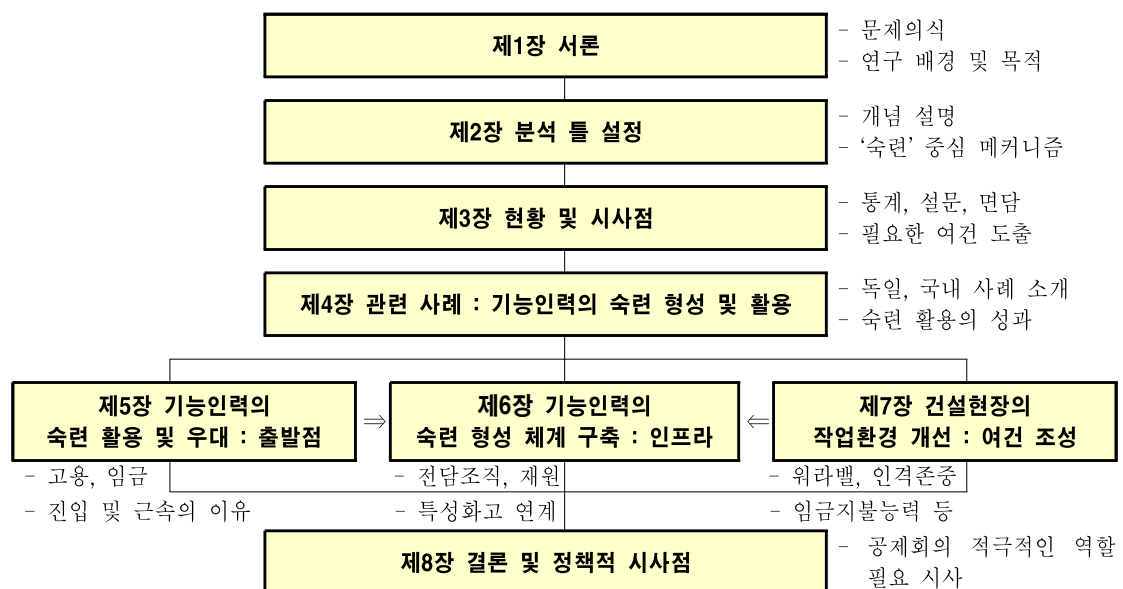 제1장 서론
- 문제의식
- 연구 배경 및 목적
제2장 분석 틀 설정
- 개념 설명
- ‘숙련’ 중심 메커니즘
제3장 현황 및 시사점
- 통계, 설문, 면담
- 필요한 여건 도출
제4장 관련 사례 : 기능인력의 숙련 형성 및 활용
- 독일, 국내 사례 소개
- 숙련 활용의 성과
제5장 기능인력의
숙련 활용 및 우대 : 출발점
- 고용, 임금
- 진입 및 근속의 이유
⇒
제6장 기능인력의
숙련 형성 체계 구축 : 인프라
- 전담조직, 재원
- 특성화고 연계
⇐
제7장 건설현장의
작업환경 개선 : 여건 조성
- 워라밸, 인격존중
- 임금지불능력 등
제8장 결론 및 정책적 시사점
- 공제회의 적극적인 역할
필요 시사